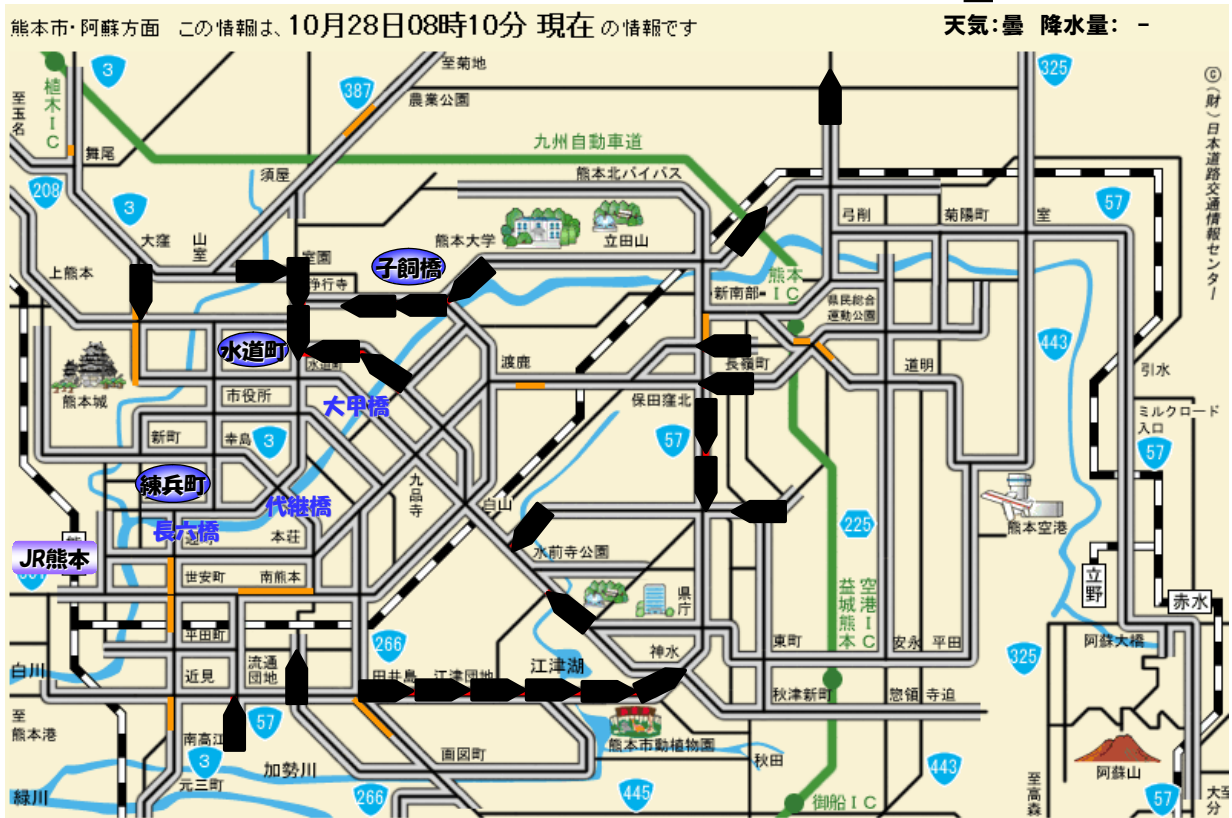 熊本市・阿蘇方面 この情報は、10月28日08時10分 現在 の情報です
天気：曇 降水量： -
至菊地
3
387
325
至玉名
植木IC
農業公園
©(財)日本道路交通情報センター
九州自動車道
舞尾
須屋
熊本北バイパス
208
3
57
大窪
山室
熊本大学
立田山
弓削
菊陽町
室
上熊本
室園
子飼橋
熊本IC
浄行寺
新南部
県民総合
運動公園
水道町
水道町
443
渡鹿
長嶺町
道明
引水
熊本城
市役所
大甲橋
保田窪北
ミルクロード
入口
新町
幸島
3
57
57
練兵町
九品寺
白山
代継橋
長六橋
本荘
225
熊本空港
JR熊本
水前寺公園
世安町
南熊本
県庁
益城熊本
空港IC
立野
赤水
平田町
266
東町
安永
平田
阿蘇大橋
神水
325
白川
近見
流通
団地
田井島
江津団地
江津湖
秋津新町
惣領
寺迫
至
熊本港
57
南高江
3
画図町
熊本市動植物園
秋田
加勢川
443
阿蘇山
元三町
緑川
266
445
御船IC
至高森
57
大分